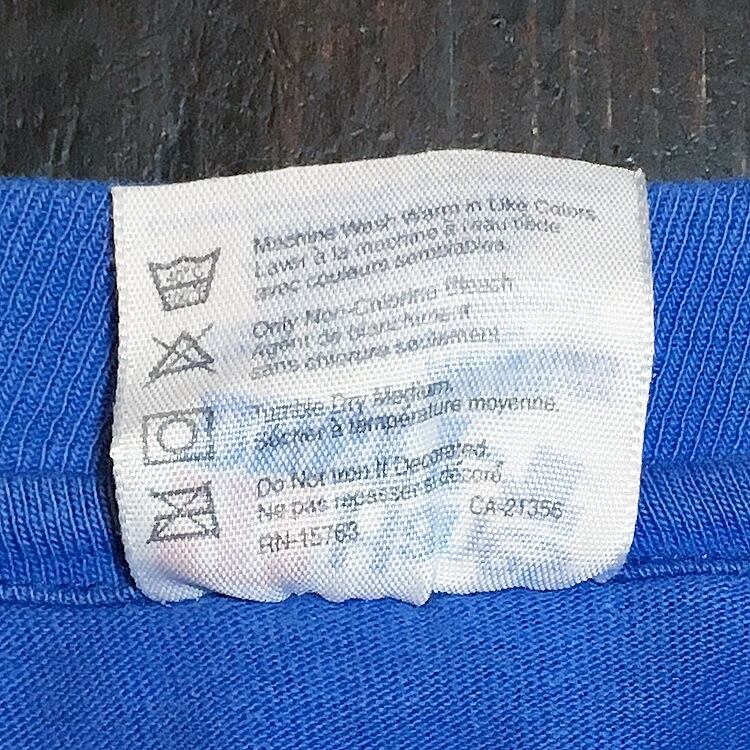 Machine Wash Warm in Like Colors.
Laver à la machine à l'eau tiède
avec couleurs semblables.
Only Non-Chlorine Bleach
Agent de blanchiment
sans chlorure seulement
Tumble Dry Medium.
Sécher à température moyenne.
Do Not Iron If Decorated.
Ne pas repasser si décoré.
RN-15763 CA-21356